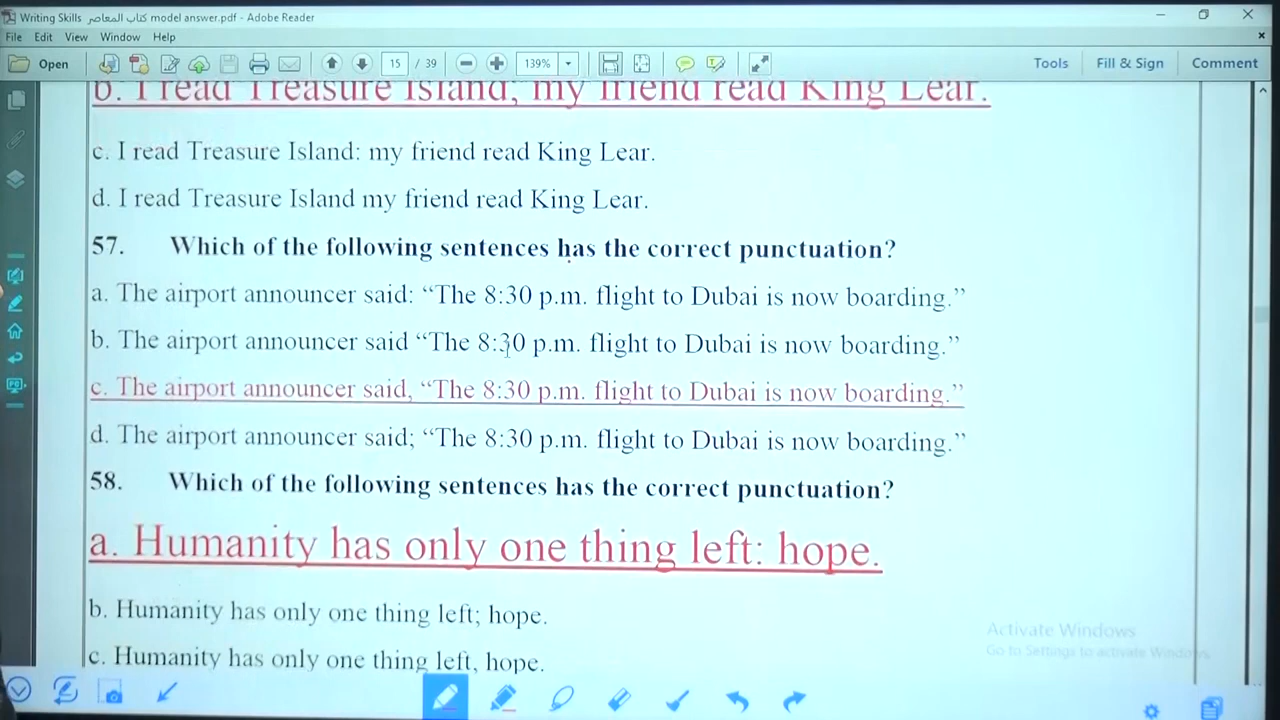 Writing Skills كتاب المعاصر model answer.pdf - Adobe Reader
File Edit View Window Help
Open 15 / 39 139% Tools Fill & Sign Comment
b. I read Treasure Island; my friend read King Lear.
c. I read Treasure Island: my friend read King Lear.
d. I read Treasure Island my friend read King Lear.
57. Which of the following sentences has the correct punctuation?
a. The airport announcer said: “The 8:30 p.m. flight to Dubai is now boarding.”
b. The airport announcer said “The 8:30 p.m. flight to Dubai is now boarding.”
c. The airport announcer said, “The 8:30 p.m. flight to Dubai is now boarding.”
d. The airport announcer said; “The 8:30 p.m. flight to Dubai is now boarding.”
58. Which of the following sentences has the correct punctuation?
a. Humanity has only one thing left: hope.
b. Humanity has only one thing left; hope.
c. Humanity has only one thing left, hope.
Activate Windows
Go to Settings to activate Windows.